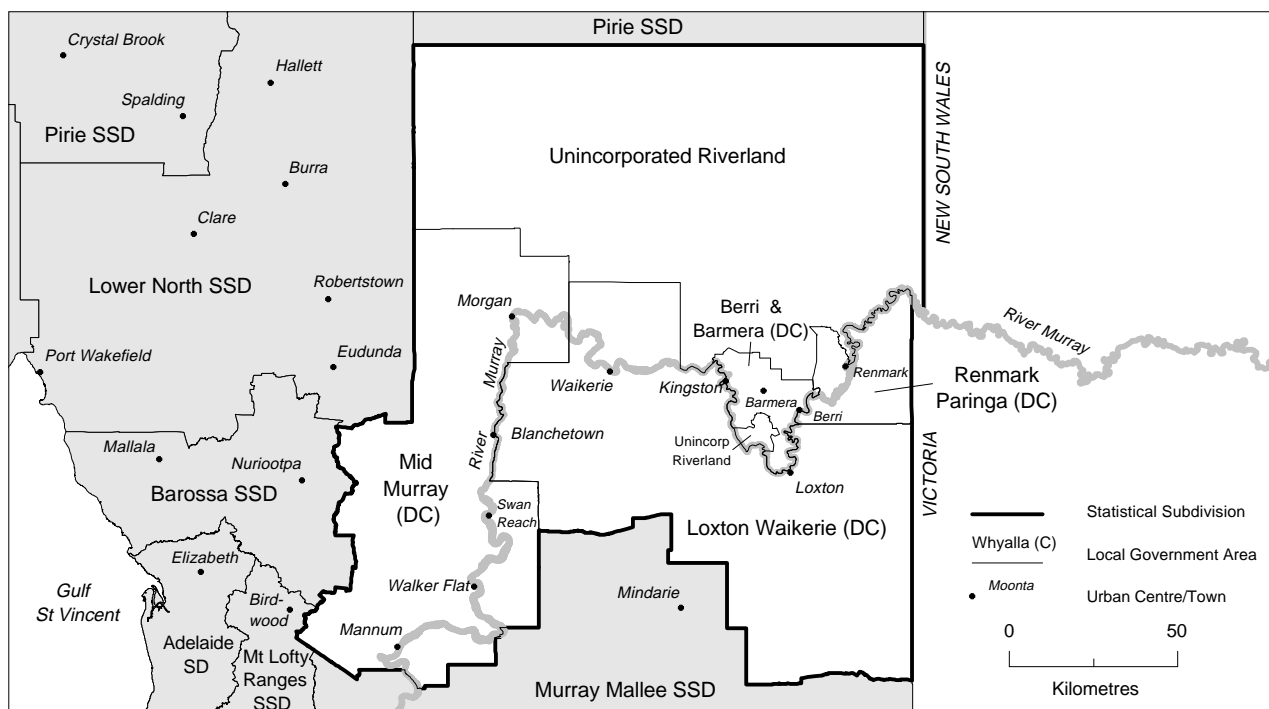 Pirie SSD
Crystal Brook
Hallett
Spalding
Pirie SSD
NEW SOUTH WALES
Unincorporated Riverland
Burra
Clare
Lower North SSD
Robertstown
Morgan
Berri &
Barmera (DC)
River Murray
Port Wakefield
Eudunda
Murray
Waikerie
Kingston
Renmark
Renmark
Paringa (DC)
Barmera
Berri
River
Blanchetown
Unincorp
Riverland
Mallala
Nuriootpa
Barossa SSD
Mid
Murray
(DC)
Loxton
VICTORIA
Swan
Reach
Loxton Waikerie (DC)
Statistical Subdivision
Whyalla (C)
Local Government Area
Moonta
Urban Centre/Town
Elizabeth
Gulf
St Vincent
Bird-
wood
Walker Flat
Mindarie
Mannum
Adelaide
SD
Mt Lofty
Ranges
SSD
Murray Mallee SSD
0
50
Kilometres